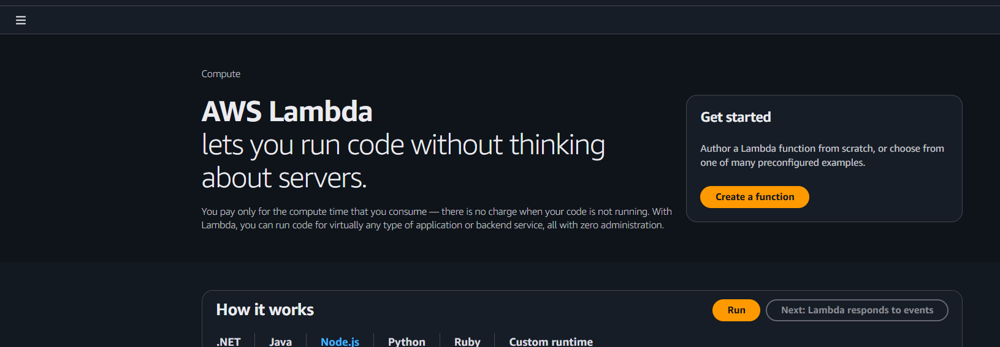 Compute
AWS Lambda
lets you run code without thinking
about servers.
You pay only for the compute time that you consume — there is no charge when your code is not running. With
Lambda, you can run code for virtually any type of application or backend service, all with zero administration.
Get started
Author a Lambda function from scratch, or choose from
one of many preconfigured examples.
Create a function
How it works
Run
Next: Lambda responds to events
.NET
Java
Node.js
Python
Ruby
Custom runtime